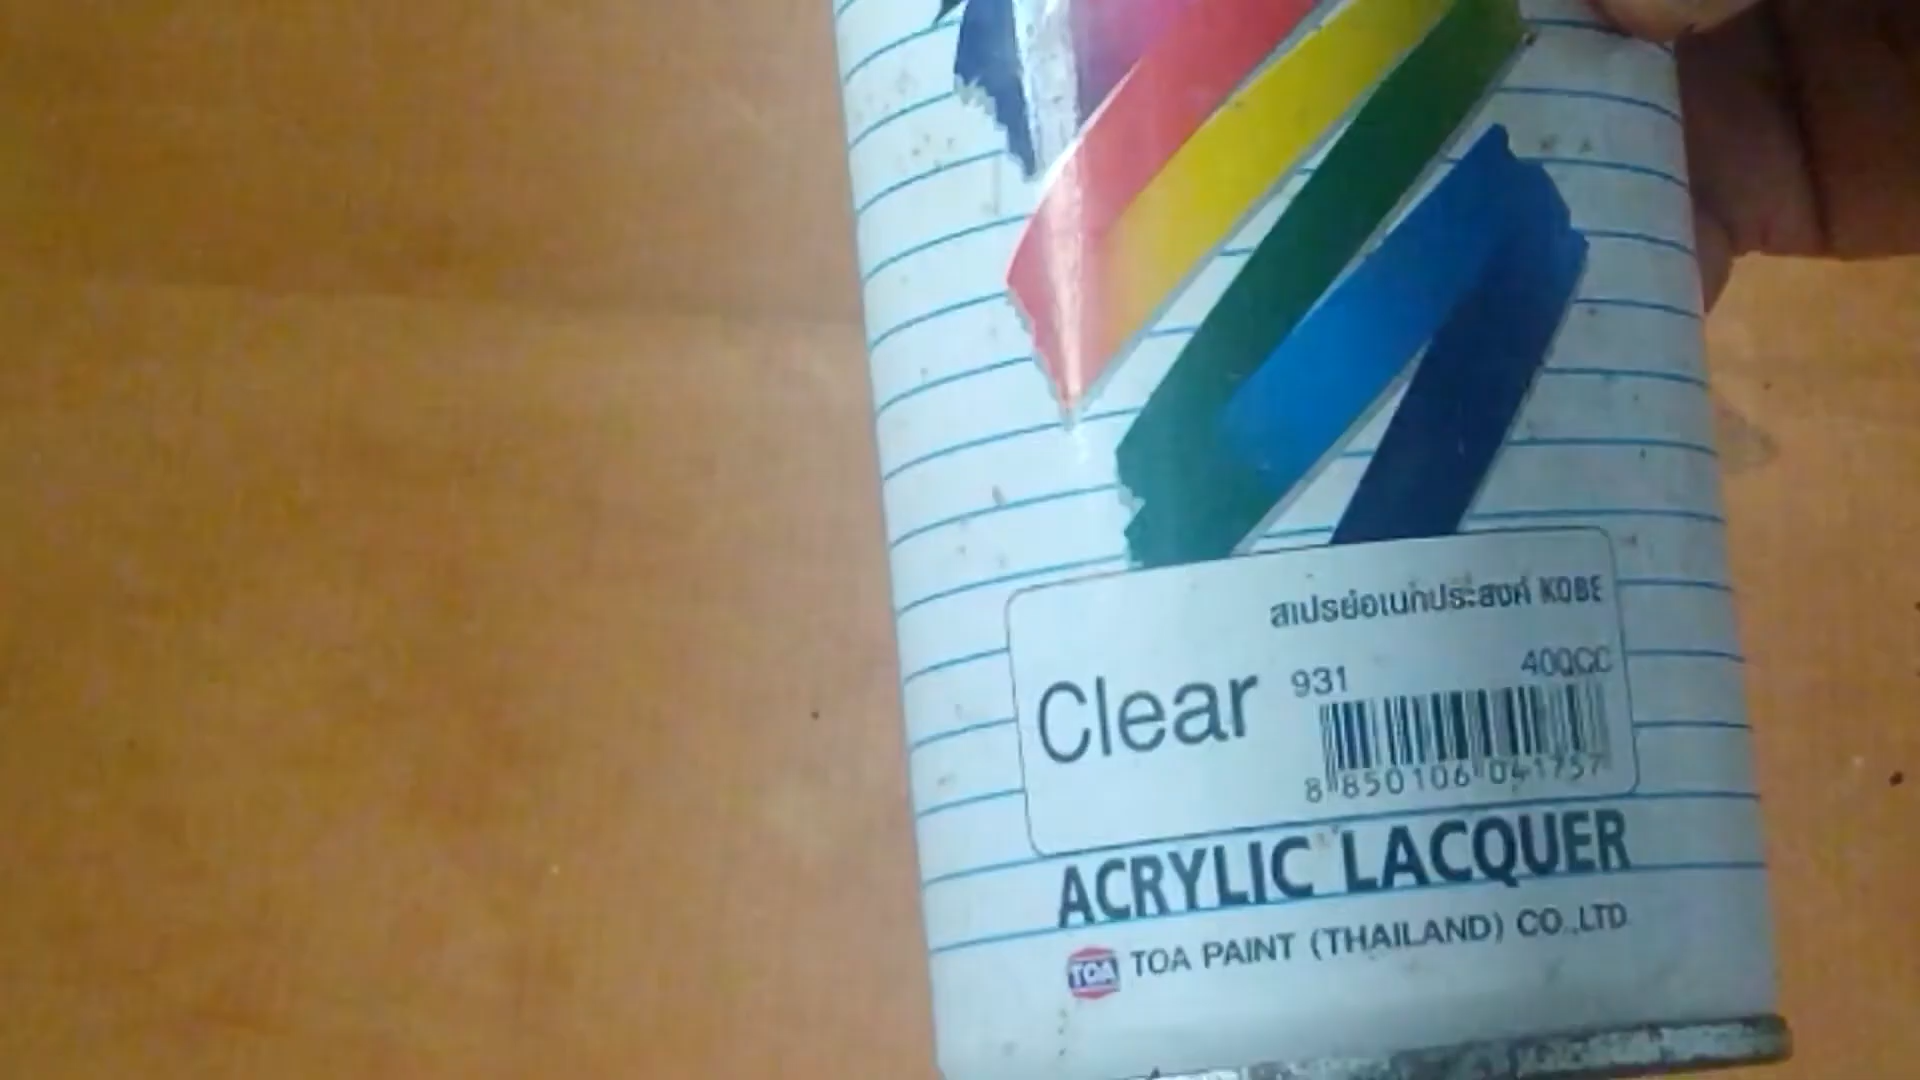 สเปรย์อเนกประสงค์ KOBE
Clear 931 400CC
8 850106 041757
ACRYLIC LACQUER
TOA TOA PAINT (THAILAND) CO.,LTD.